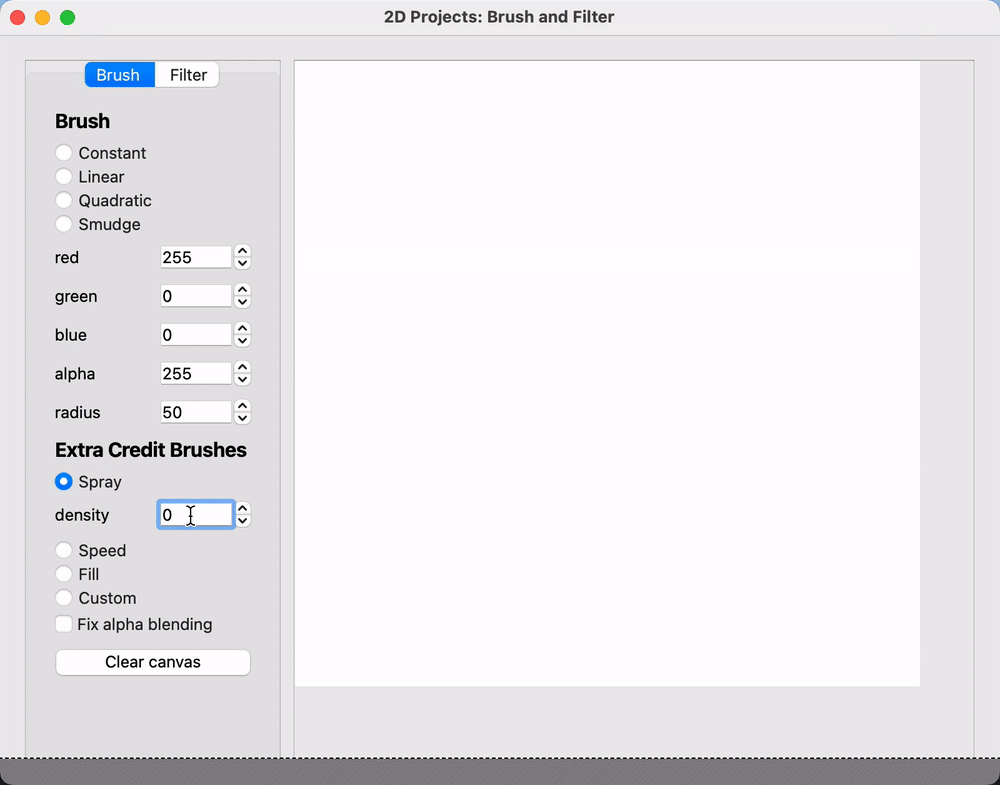 2D Projects: Brush and Filter
Brush Filter
Brush
Constant
Linear
Quadratic
Smudge
red 255
green 0
blue 0
alpha 255
radius 50
Extra Credit Brushes
Spray
density 0
Speed
Fill
Custom
Fix alpha blending
Clear canvas